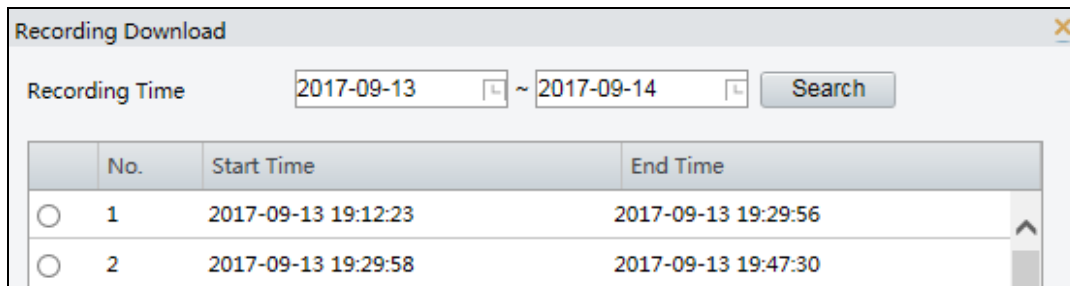 Recording Download
Recording Time 2017-09-13 ~ 2017-09-14 Search
No. Start Time End Time
1 2017-09-13 19:12:23 2017-09-13 19:29:56
2 2017-09-13 19:29:58 2017-09-13 19:47:30